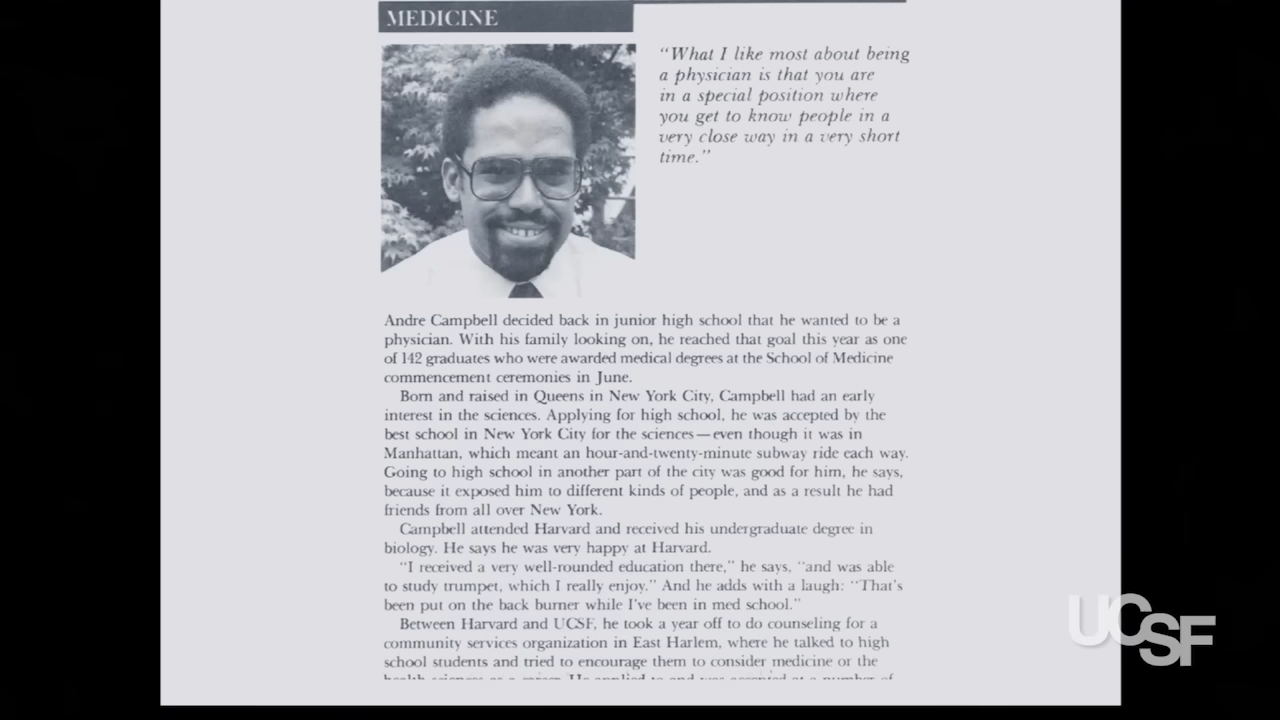 MEDICINE
“What I like most about being
a physician is that you are
in a special position where
you get to know people in a
very close way in a very short
time.”
Andre Campbell decided back in junior high school that he wanted to be a
physician. With his family looking on, he reached that goal this year as one
of 142 graduates who were awarded medical degrees at the School of Medicine
commencement ceremonies in June.
Born and raised in Queens in New York City, Campbell had an early
interest in the sciences. Applying for high school, he was accepted by the
best school in New York City for the sciences—even though it was in
Manhattan, which meant an hour-and-twenty-minute subway ride each way.
Going to high school in another part of the city was good for him, he says,
because it exposed him to different kinds of people, and as a result he had
friends from all over New York.
Campbell attended Harvard and received his undergraduate degree in
biology. He says he was very happy at Harvard.
“I received a very well-rounded education there,” he says, “and was able
to study trumpet, which I really enjoy.” And he adds with a laugh: “That’s
been put on the back burner while I’ve been in med school.”
Between Harvard and UCSF, he took a year off to do counseling for a
community services organization in East Harlem, where he talked to high
school students and tried to encourage them to consider medicine or the
UCSF